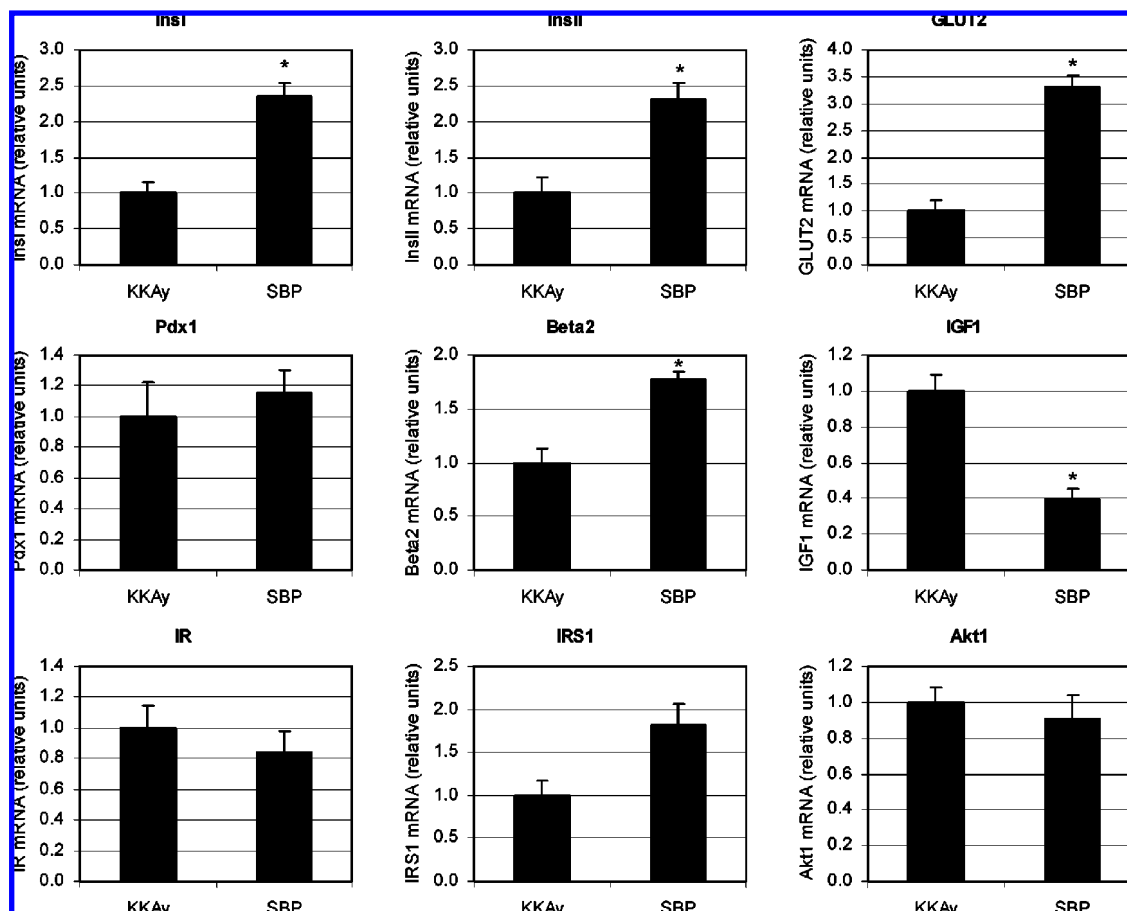 InsI
InsI mRNA (relative units)
3.0
2.5
2.0
1.5
1.0
0.5
0.0
*
KKAy SBP
InsII
InsII mRNA (relative units)
3.0
2.5
2.0
1.5
1.0
0.5
0.0
*
KKAy SBP
GLUT2
GLUT2 mRNA (relative units)
4.0
3.5
3.0
2.5
2.0
1.5
1.0
0.5
0.0
*
KKAy SBP
Pdx1
Pdx1 mRNA (relative units)
1.4
1.2
1.0
0.8
0.6
0.4
0.2
0.0
KKAy SBP
Beta2
Beta2 mRNA (relative units)
2.0
1.5
1.0
0.5
0.0
*
KKAy SBP
IGF1
IGF1 mRNA (relative units)
1.2
1.0
0.8
0.6
0.4
0.2
0.0
*
KKAy SBP
IR
IR mRNA (relative units)
1.4
1.2
1.0
0.8
0.6
0.4
0.2
0.0
KKAy SBP
IRS1
IRS1 mRNA (relative units)
2.5
2.0
1.5
1.0
0.5
0.0
KKAy SBP
Akt1
Akt1 mRNA (relative units)
1.2
1.0
0.8
0.6
0.4
0.2
0.0
KKAy SBP